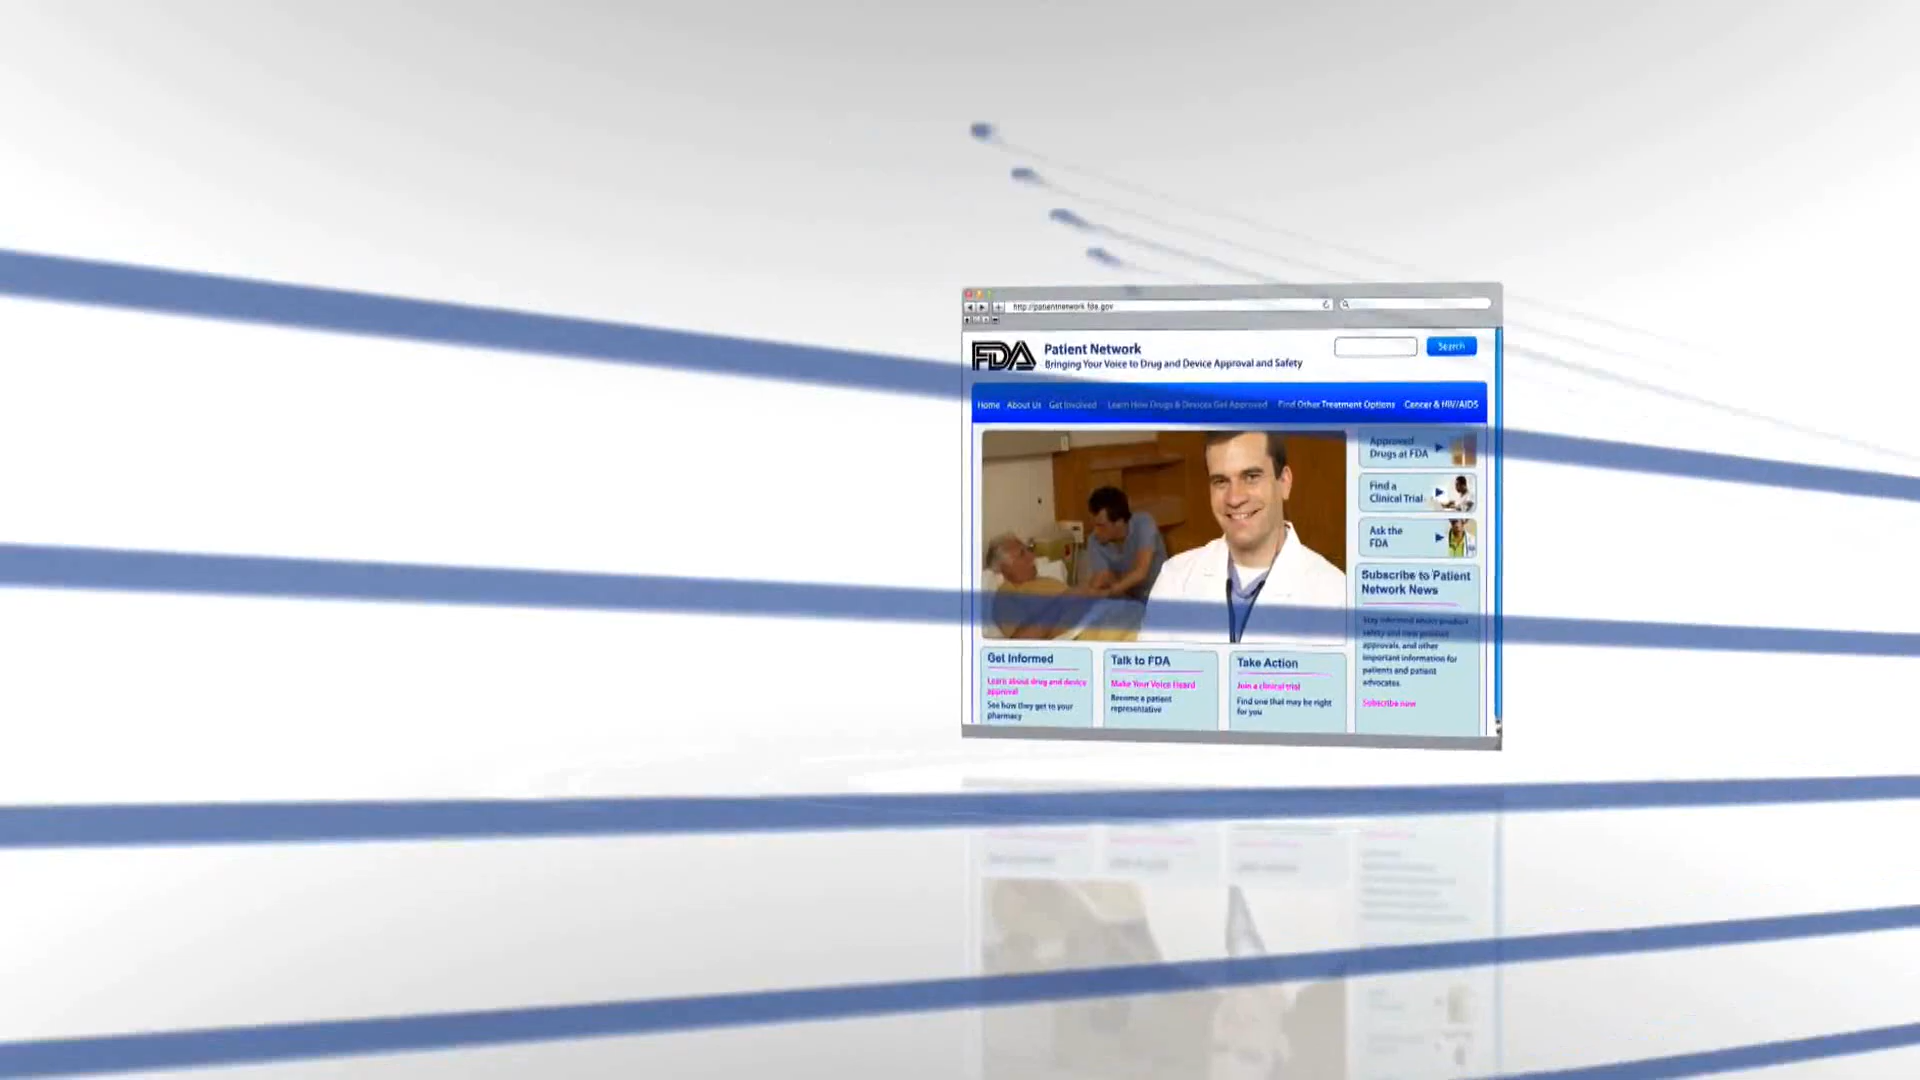 http://patientnetwork.fda.gov
FDA Patient Network
Bringing Your Voice to Drug and Device Approval and Safety
Search
Home About Us Get Involved Learn How Drugs & Devices Get Approved Find Other Treatment Options Cancer & HIV/AIDS
Approved
Drugs at FDA
Find a
Clinical Trial
Ask the
FDA
Subscribe to Patient
Network News
Stay informed about product
safety and new product
approvals, and other
important information for
patients and patient
advocates.
Subscribe now
Get Informed
Learn about drug and device
approval
See how they get to your
pharmacy
Talk to FDA
Make Your Voice Heard
Become a patient
representative
Take Action
Join a clinical trial
Find one that may be right
for you